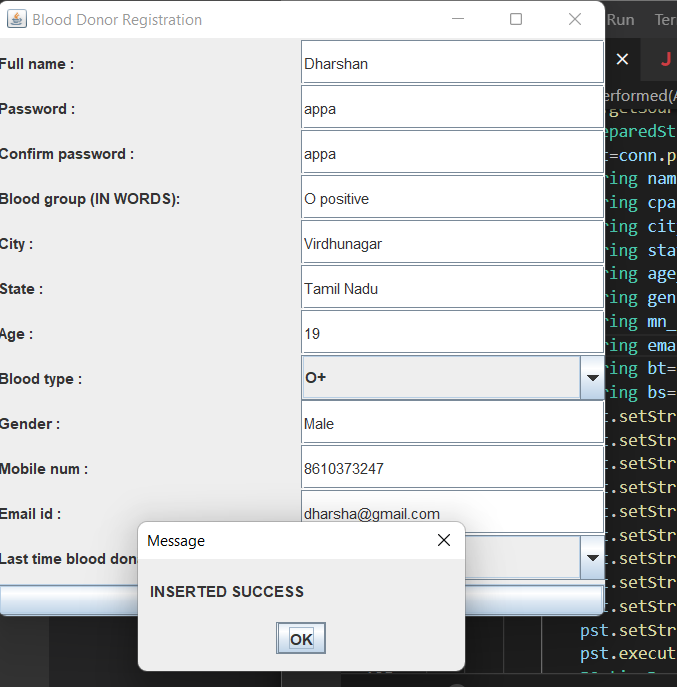 Blood Donor Registration
Run Ter
Full name : Dharshan
Password : appa
Confirm password : appa
Blood group (IN WORDS): O positive
City : Virdhunagar
State : Tamil Nadu
Age : 19
Blood type : O+
Gender : Male
Mobile num : 8610373247
Email id : dharsha@gmail.com
Last time blood don
Message
INSERTED SUCCESS
OK
J
erformed(A
.getSour
eparedSt
t=conn.p
ring nam
ring cpa
ring cit
ring sta
ring age
ring gen
ring mn_
ring ema
ring bt=
ring bs=
t.setStr
t.setStr
t.setStr
t.setStr
t.setStr
t.setStr
t.setStr
t.setStr
t.setStr
pst.setStr
pst.execut